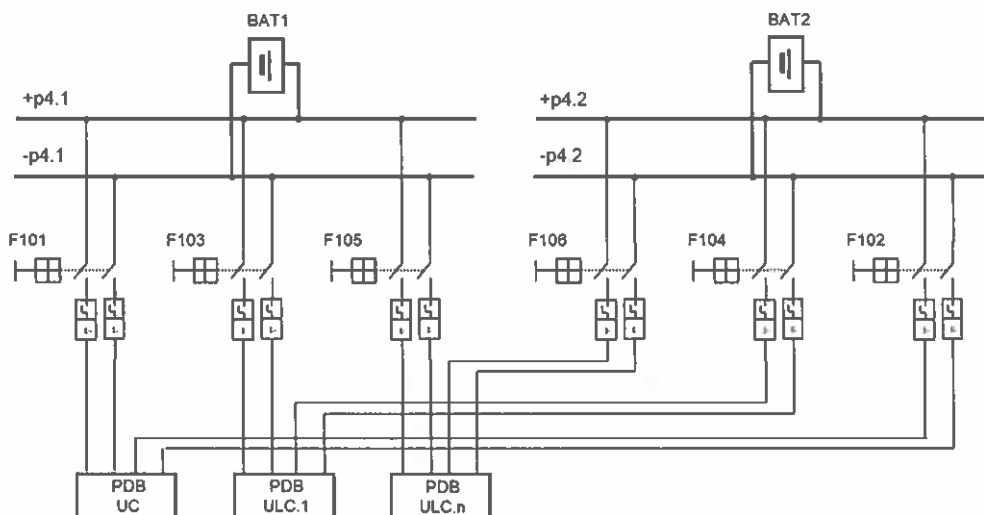 BAT1
BAT2
+p4.1
+p4.2
-p4.1
-p4.2
F101
F103
F105
F106
F104
F102
PDB
UC
PDB
ULC.1
PDB
ULC.n